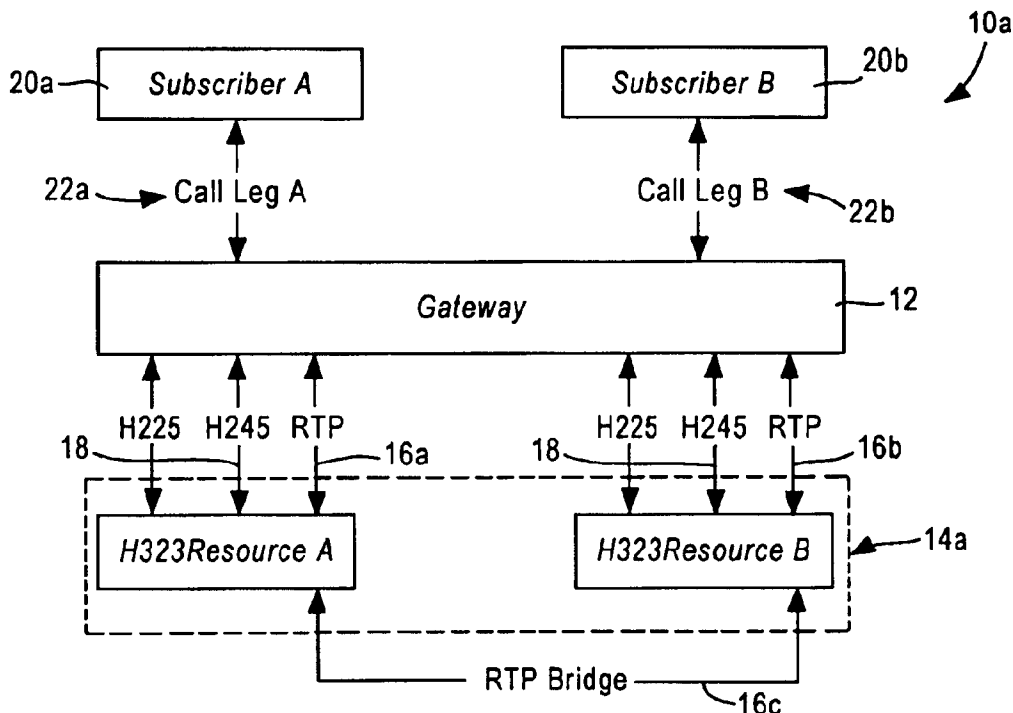 10a
20a
Subscriber A
Subscriber B
20b
22a
Call Leg A
Call Leg B
22b
Gateway
12
H225 H245 RTP
H225 H245 RTP
18
16a
18
16b
H323Resource A
H323Resource B
14a
RTP Bridge
16c